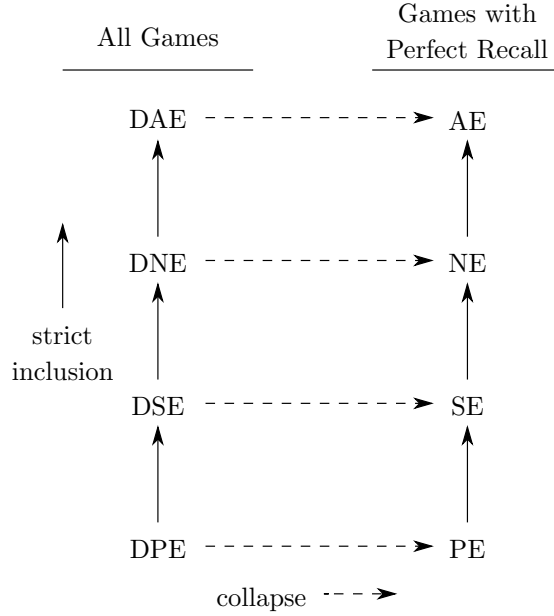 All Games
Games with
Perfect Recall
DAE
AE
DNE
NE
strict
inclusion
DSE
SE
DPE
PE
collapse